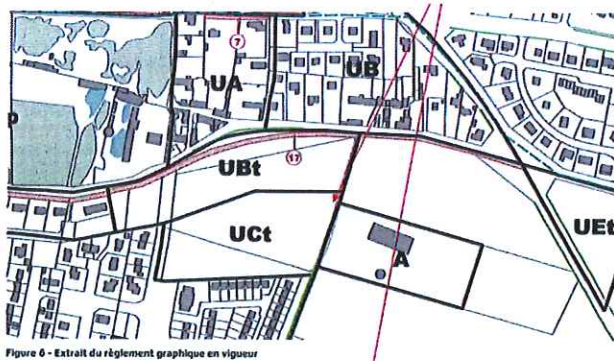 7
UA
UB
P
17
UBt
UCt
UEt
A
Figure 6 - Extrait du règlement graphique en vigueur